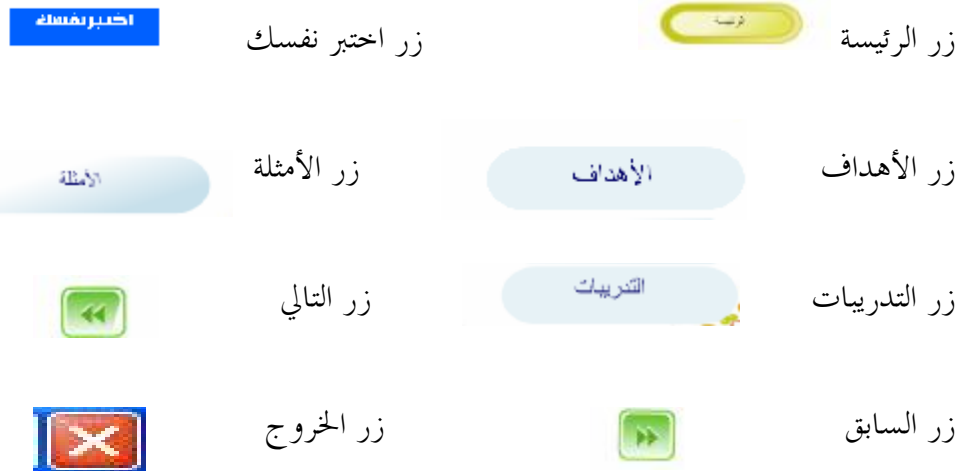 زر الرئيسة الرئيسة زر اختبر نفسك اختبر نفسك
زر الأهداف الأهداف زر الأمثلة الأمثلة
زر التدريبات التدريبات زر التالي
زر السابق زر الخروج